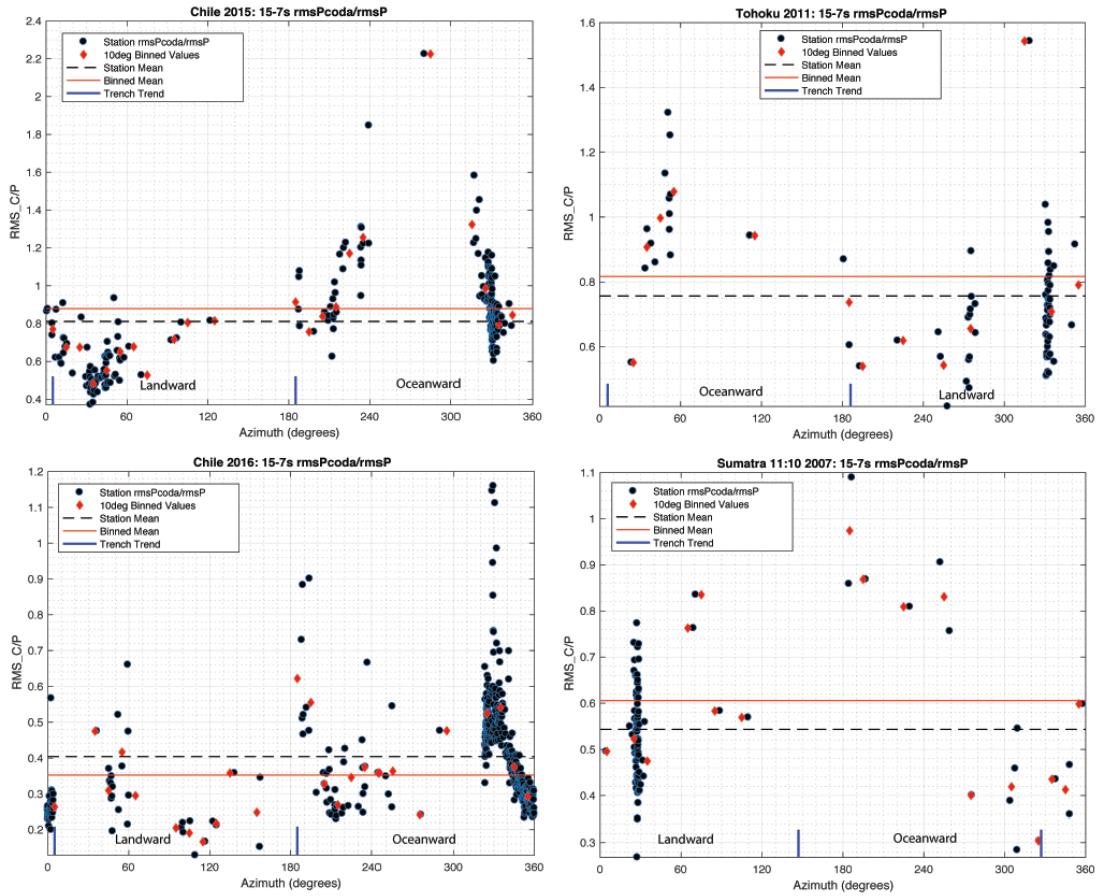 Chile 2015: 15-7s rmsPcoda/rmsP
2.4
2.2
2
1.8
1.6
1.4
1.2
1
0.8
0.6
0.4
RMS_C/P
Station rmsPcoda/rmsP
10deg Binned Values
Station Mean
Binned Mean
Trench Trend
Landward
Oceanward
0 60 120 180 240 300 360
Azimuth (degrees)
Tohoku 2011: 15-7s rmsPcoda/rmsP
1.6
1.4
1.2
1
0.8
0.6
RMS_C/P
Station rmsPcoda/rmsP
10deg Binned Values
Station Mean
Binned Mean
Trench Trend
Oceanward
Landward
0 60 120 180 240 300 360
Azimuth (degrees)
Chile 2016: 15-7s rmsPcoda/rmsP
1.2
1.1
1
0.9
0.8
0.7
0.6
0.5
0.4
0.3
0.2
RMS_C/P
Station rmsPcoda/rmsP
10deg Binned Values
Station Mean
Binned Mean
Trench Trend
Landward
Oceanward
0 60 120 180 240 300 360
Azimuth (degrees)
Sumatra 11:10 2007: 15-7s rmsPcoda/rmsP
1.1
1
0.9
0.8
0.7
0.6
0.5
0.4
0.3
RMS_C/P
Station rmsPcoda/rmsP
10deg Binned Values
Station Mean
Binned Mean
Trench Trend
Landward
Oceanward
0 60 120 180 240 300 360
Azimuth (degrees)